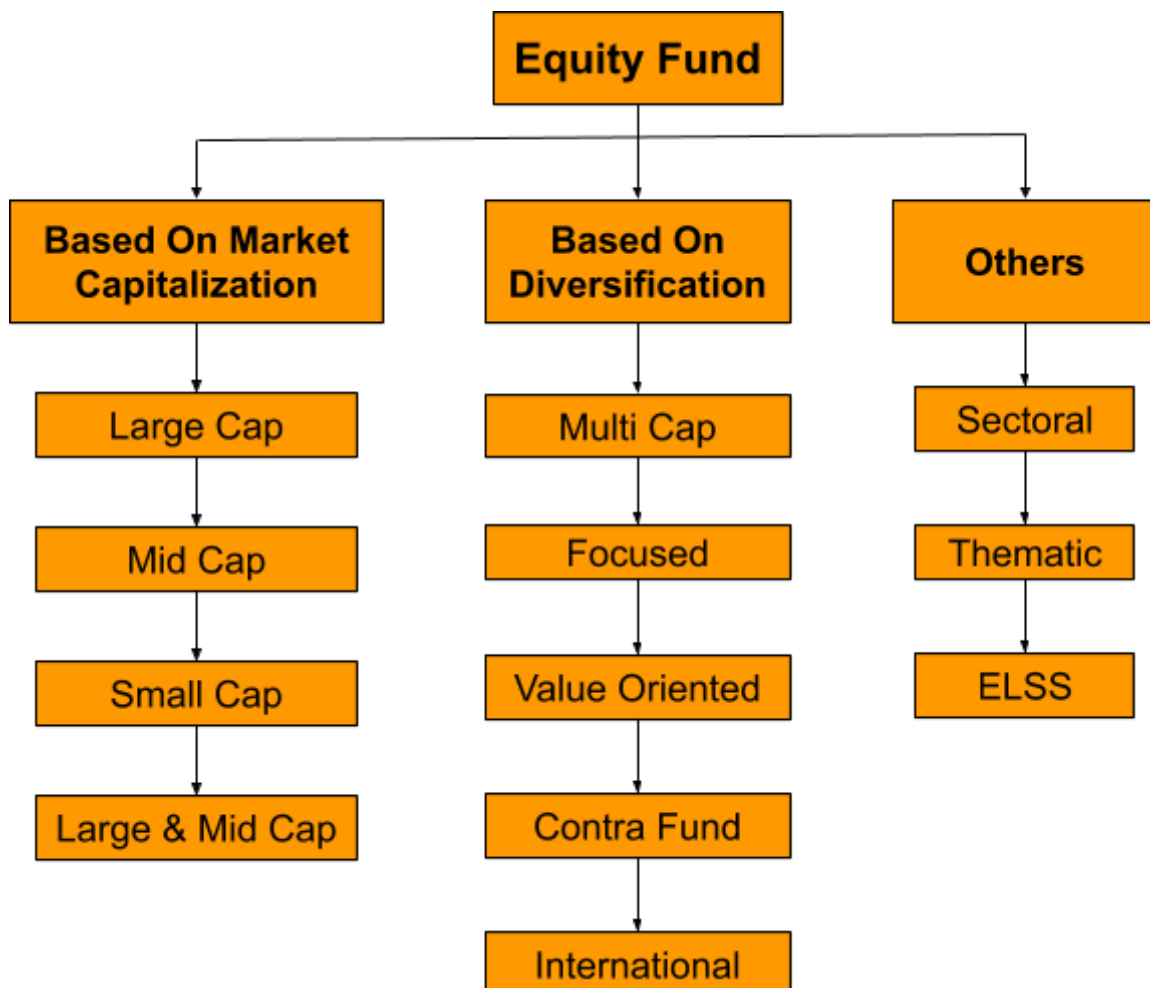 Equity Fund
Based On Market
Capitalization
Large Cap
Mid Cap
Small Cap
Large & Mid Cap
Based On
Diversification
Multi Cap
Focused
Value Oriented
Contra Fund
International
Others
Sectoral
Thematic
ELSS